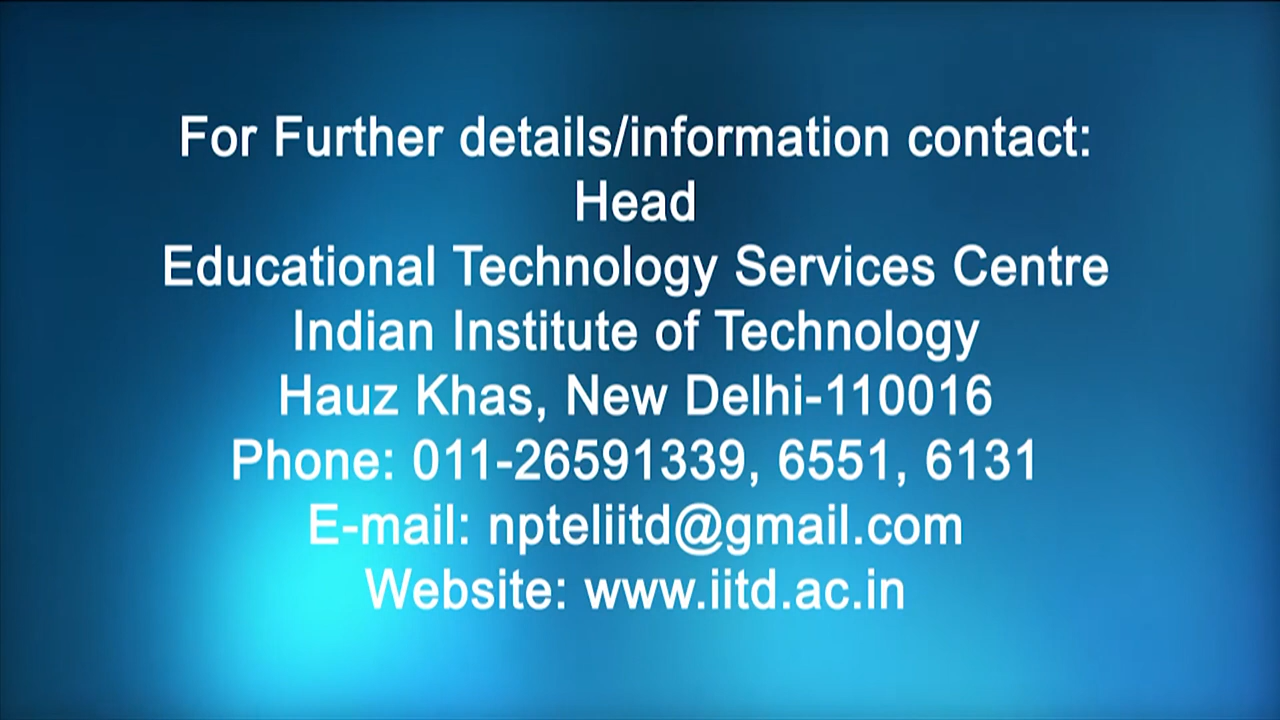 For Further details/information contact:
Head
Educational Technology Services Centre
Indian Institute of Technology
Hauz Khas, New Delhi-110016
Phone: 011-26591339, 6551, 6131
E-mail: npteliitd@gmail.com
Website: www.iitd.ac.in